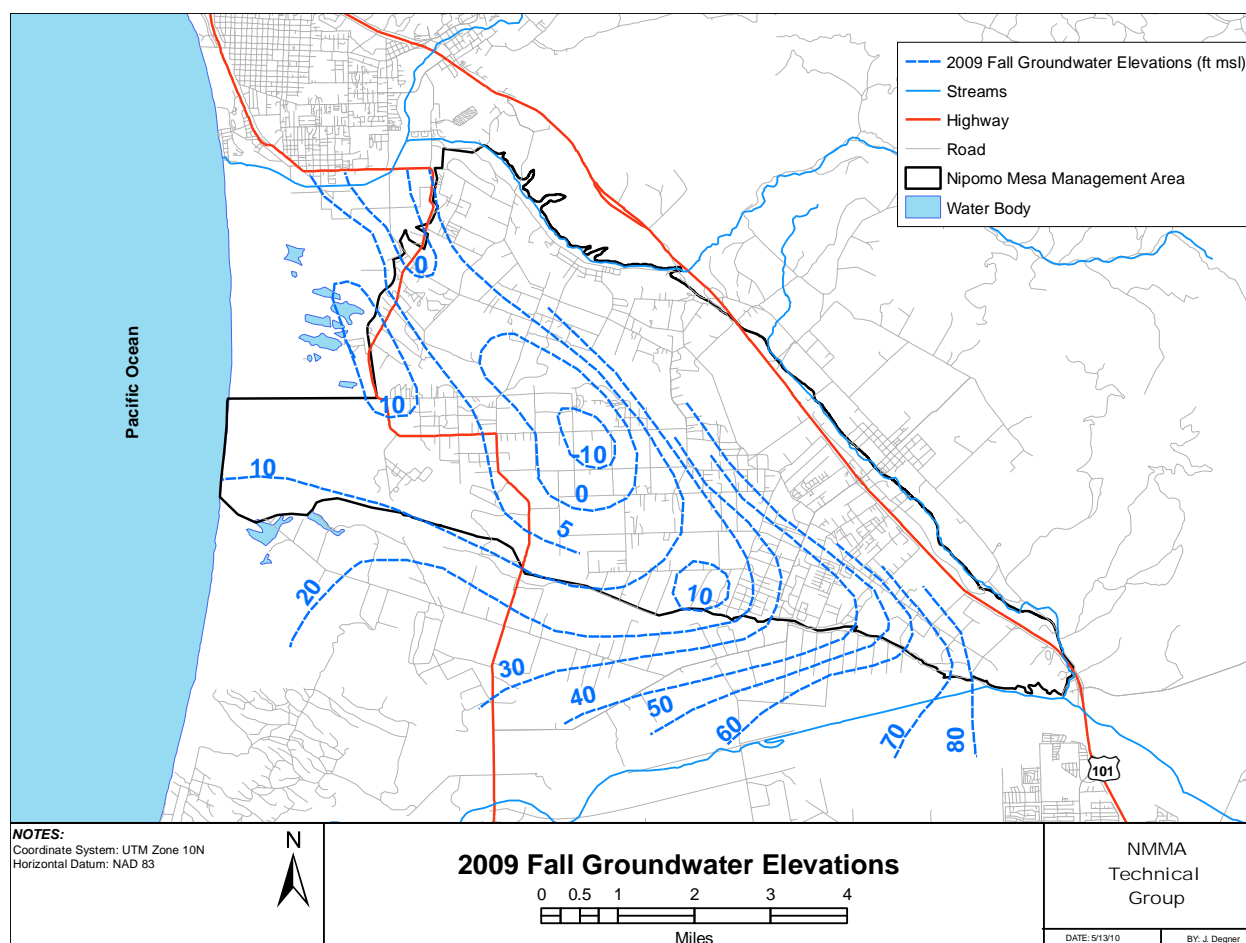 2009 Fall Groundwater Elevations (ft msl)
Streams
Highway
Road
Nipomo Mesa Management Area
Water Body
Pacific Ocean
0
10
-10
0
10
5
10
20
30
40
50
60
70
80
101
NOTES:
Coordinate System: UTM Zone 10N
Horizontal Datum: NAD 83
N
2009 Fall Groundwater Elevations
0 0.5 1 2 3 4
Miles
NMMA
Technical
Group
DATE: 5/13/10 BY: J. Degner